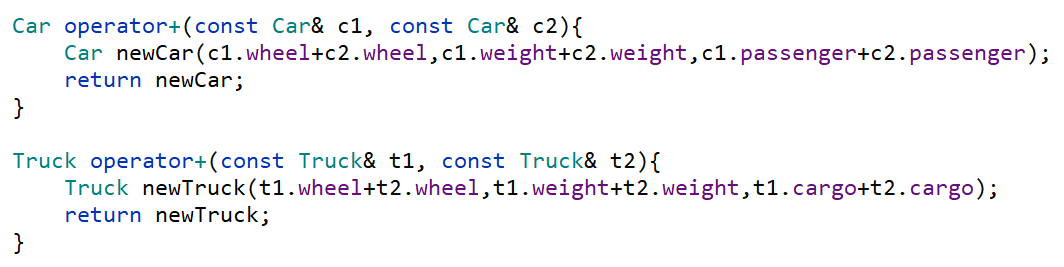 Car operator+(const Car& c1, const Car& c2){
    Car newCar(c1.wheel+c2.wheel,c1.weight+c2.weight,c1.passenger+c2.passenger);
    return newCar;
}

Truck operator+(const Truck& t1, const Truck& t2){
    Truck newTruck(t1.wheel+t2.wheel,t1.weight+t2.weight,t1.cargo+t2.cargo);
    return newTruck;
}